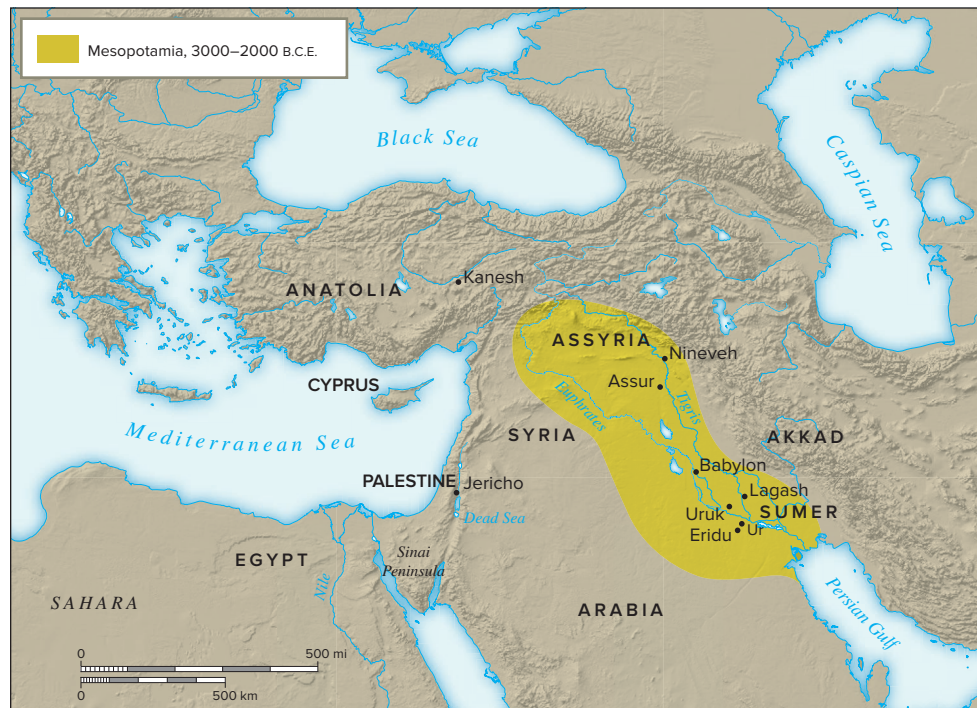 Mesopotamia, 3000–2000 B.C.E.
Black Sea
Caspian Sea
Kanesh
ANATOLIA
ASSYRIA
Nineveh
Assur
CYPRUS
Euphrates
Tigris
Mediterranean Sea
SYRIA
AKKAD
Babylon
PALESTINE
Jericho
Lagash
Uruk
SUMER
Dead Sea
Ur
Eridu
EGYPT
Sinai
Peninsula
Nile
SAHARA
ARABIA
Persian Gulf
0 500 mi
0 500 km